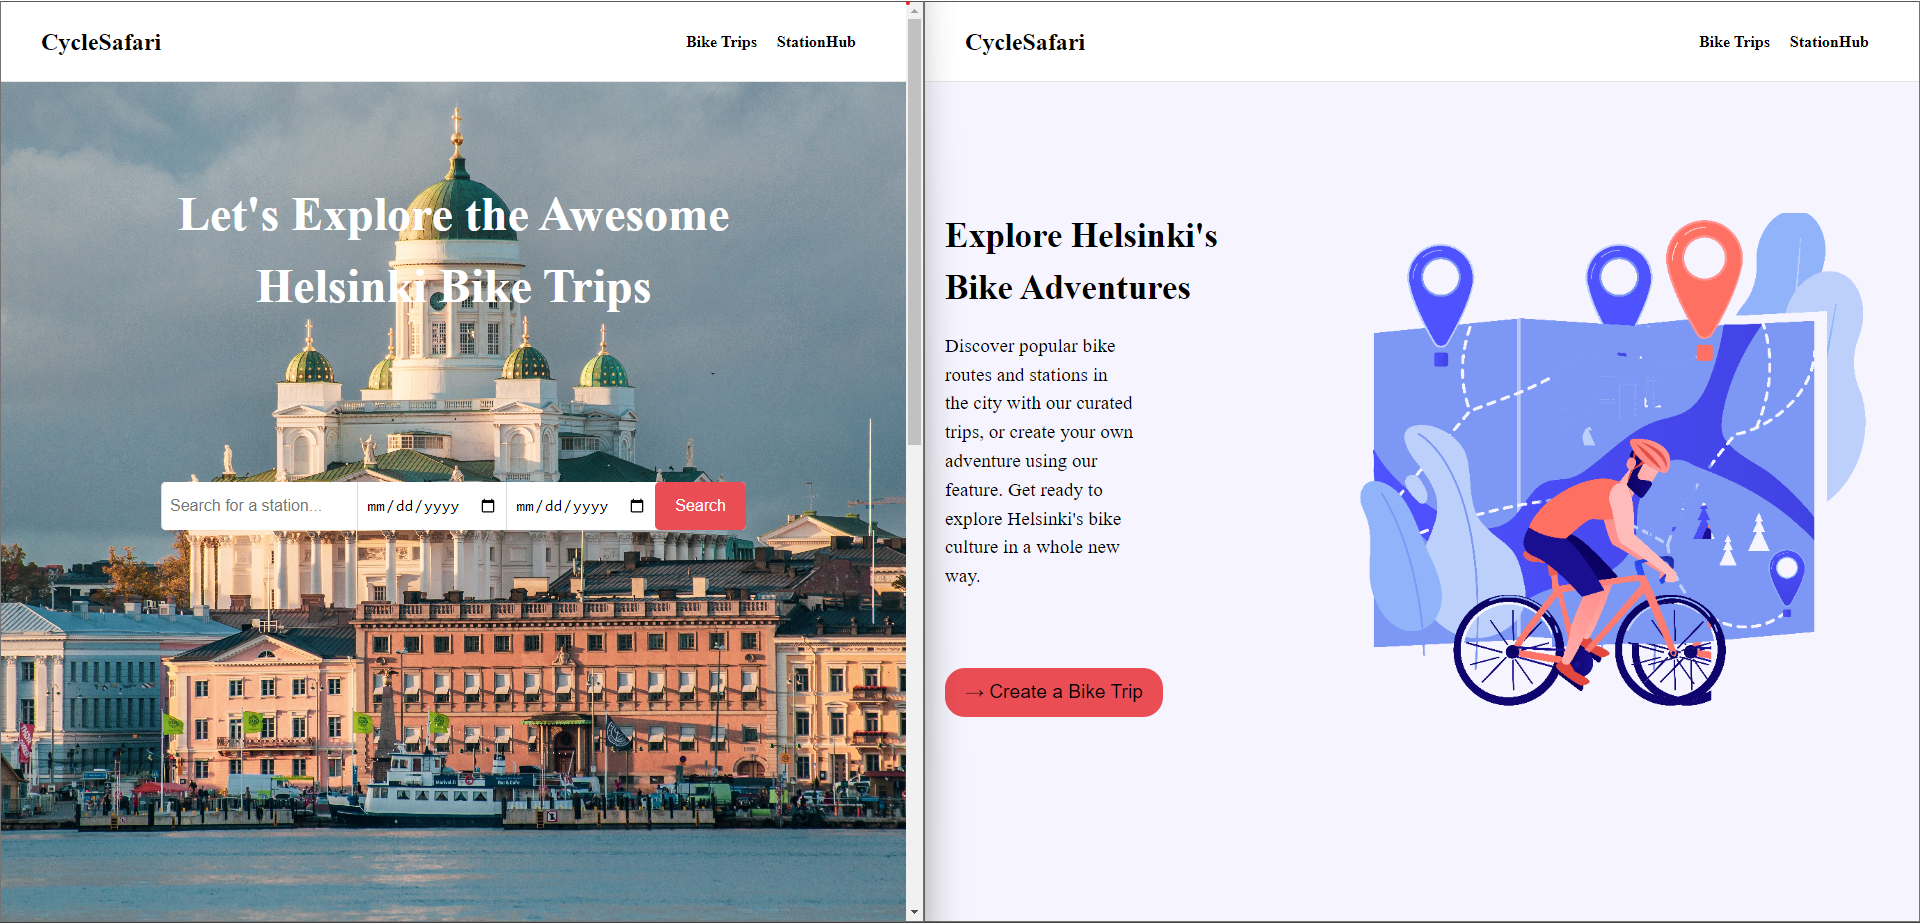 CycleSafari
Bike Trips StationHub
Let's Explore the Awesome
Helsinki Bike Trips
Search for a station...
mm/dd/yyyy
mm/dd/yyyy
Search
CycleSafari
Bike Trips StationHub
Explore Helsinki's
Bike Adventures
Discover popular bike
routes and stations in
the city with our curated
trips, or create your own
adventure using our
feature. Get ready to
explore Helsinki's bike
culture in a whole new
way.
→ Create a Bike Trip